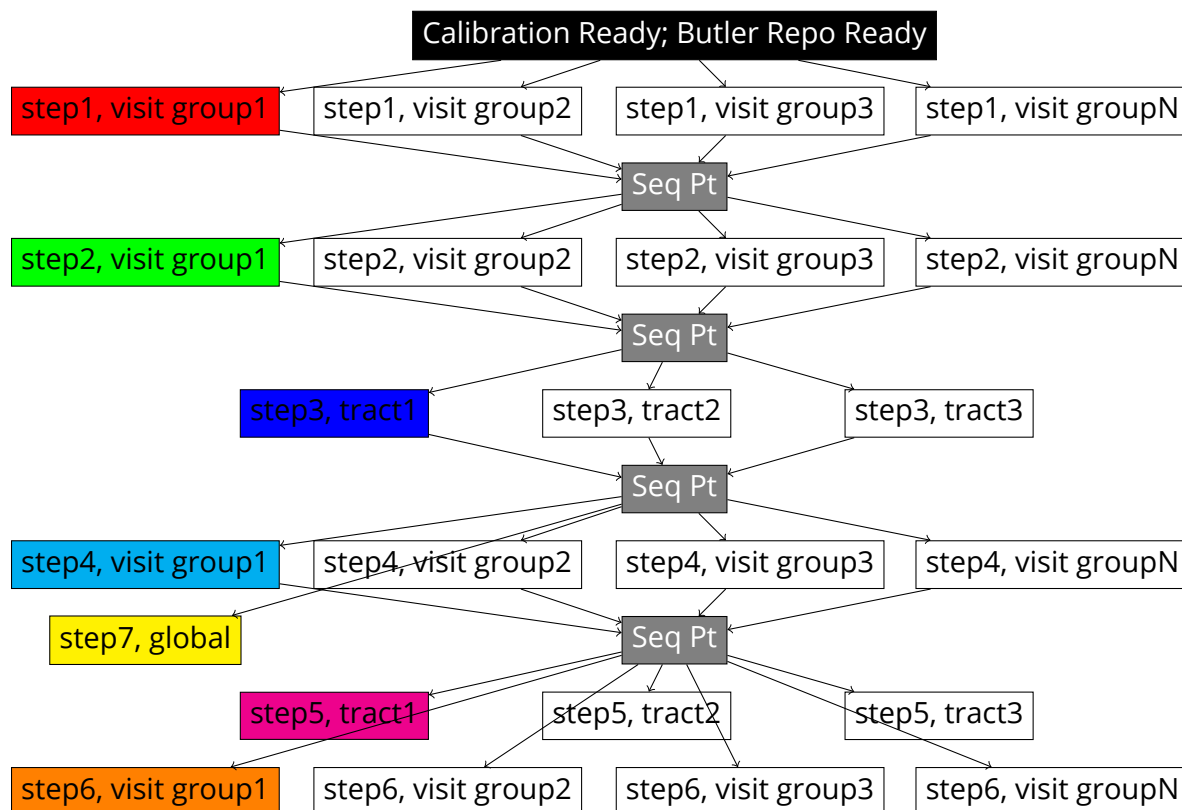 Calibration Ready; Butler Repo Ready
step1, visit group1
step1, visit group2
step1, visit group3
step1, visit groupN
Seq Pt
step2, visit group1
step2, visit group2
step2, visit group3
step2, visit groupN
Seq Pt
step3, tract1
step3, tract2
step3, tract3
Seq Pt
step4, visit group1
step4, visit group2
step4, visit group3
step4, visit groupN
step7, global
Seq Pt
step5, tract1
step5, tract2
step5, tract3
step6, visit group1
step6, visit group2
step6, visit group3
step6, visit groupN